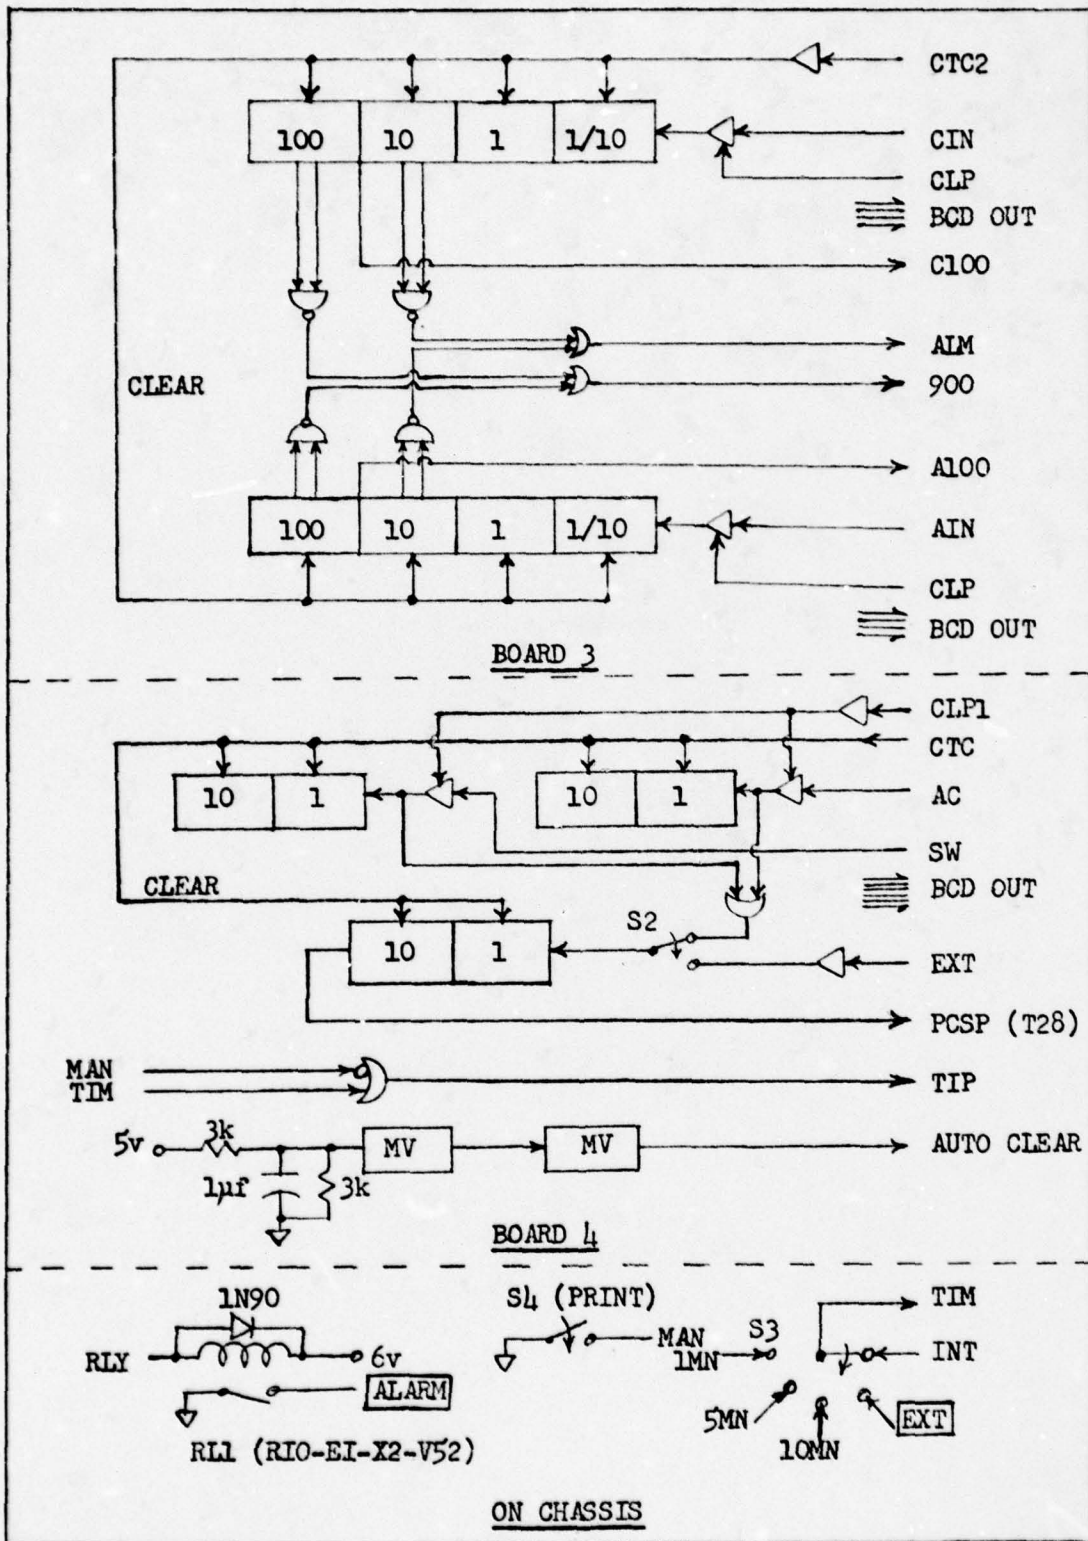 CTC2
100 10 1 1/10
CIN
CLP
BCD OUT
C100
ALM
CLEAR
900
A100
100 10 1 1/10
AIN
CLP
BCD OUT
BOARD 3
CLP1
CTC
10 1
10 1
AC
SW
CLEAR
BCD OUT
S2
10 1
EXT
PCSP (T28)
MAN
TIM
TIP
5v
3k
MV
MV
AUTO CLEAR
1µf
3k
BOARD 4
1N90
S4 (PRINT)
TIM
RLY
6v
MAN
S3
1MN
INT
ALARM
5MN
EXT
10MN
RL1 (RIO-EI-X2-V52)
ON CHASSIS